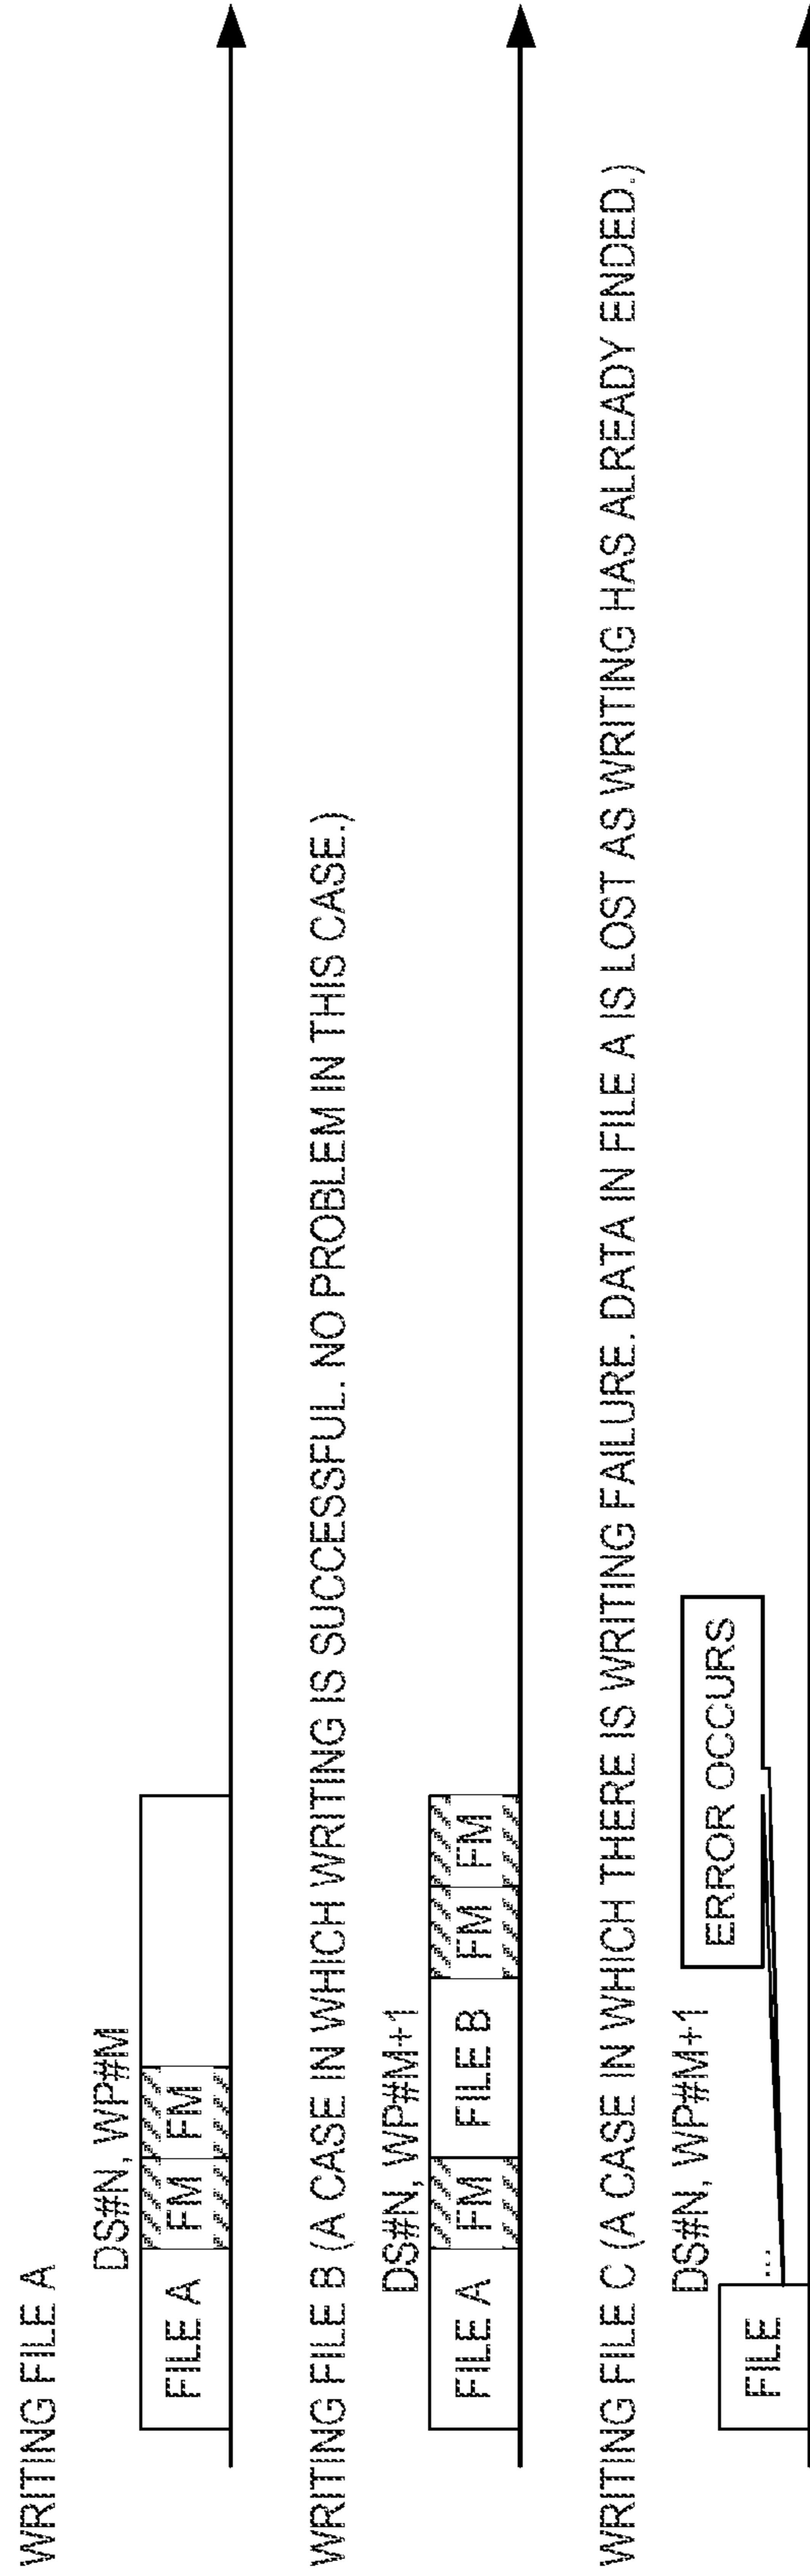 WRITING FILE A
DS#N, WP#M
FILE A FM FM
WRITING FILE B (A CASE IN WHICH WRITING IS SUCCESSFUL. NO PROBLEM IN THIS CASE.)
DS#N, WP#M+1
FILE A FM FILE B FM FM
WRITING FILE C (A CASE IN WHICH THERE IS WRITING FAILURE. DATA IN FILE A IS LOST AS WRITING HAS ALREADY ENDED.)
DS#N, WP#M+1
ERROR OCCURS
FILE ...